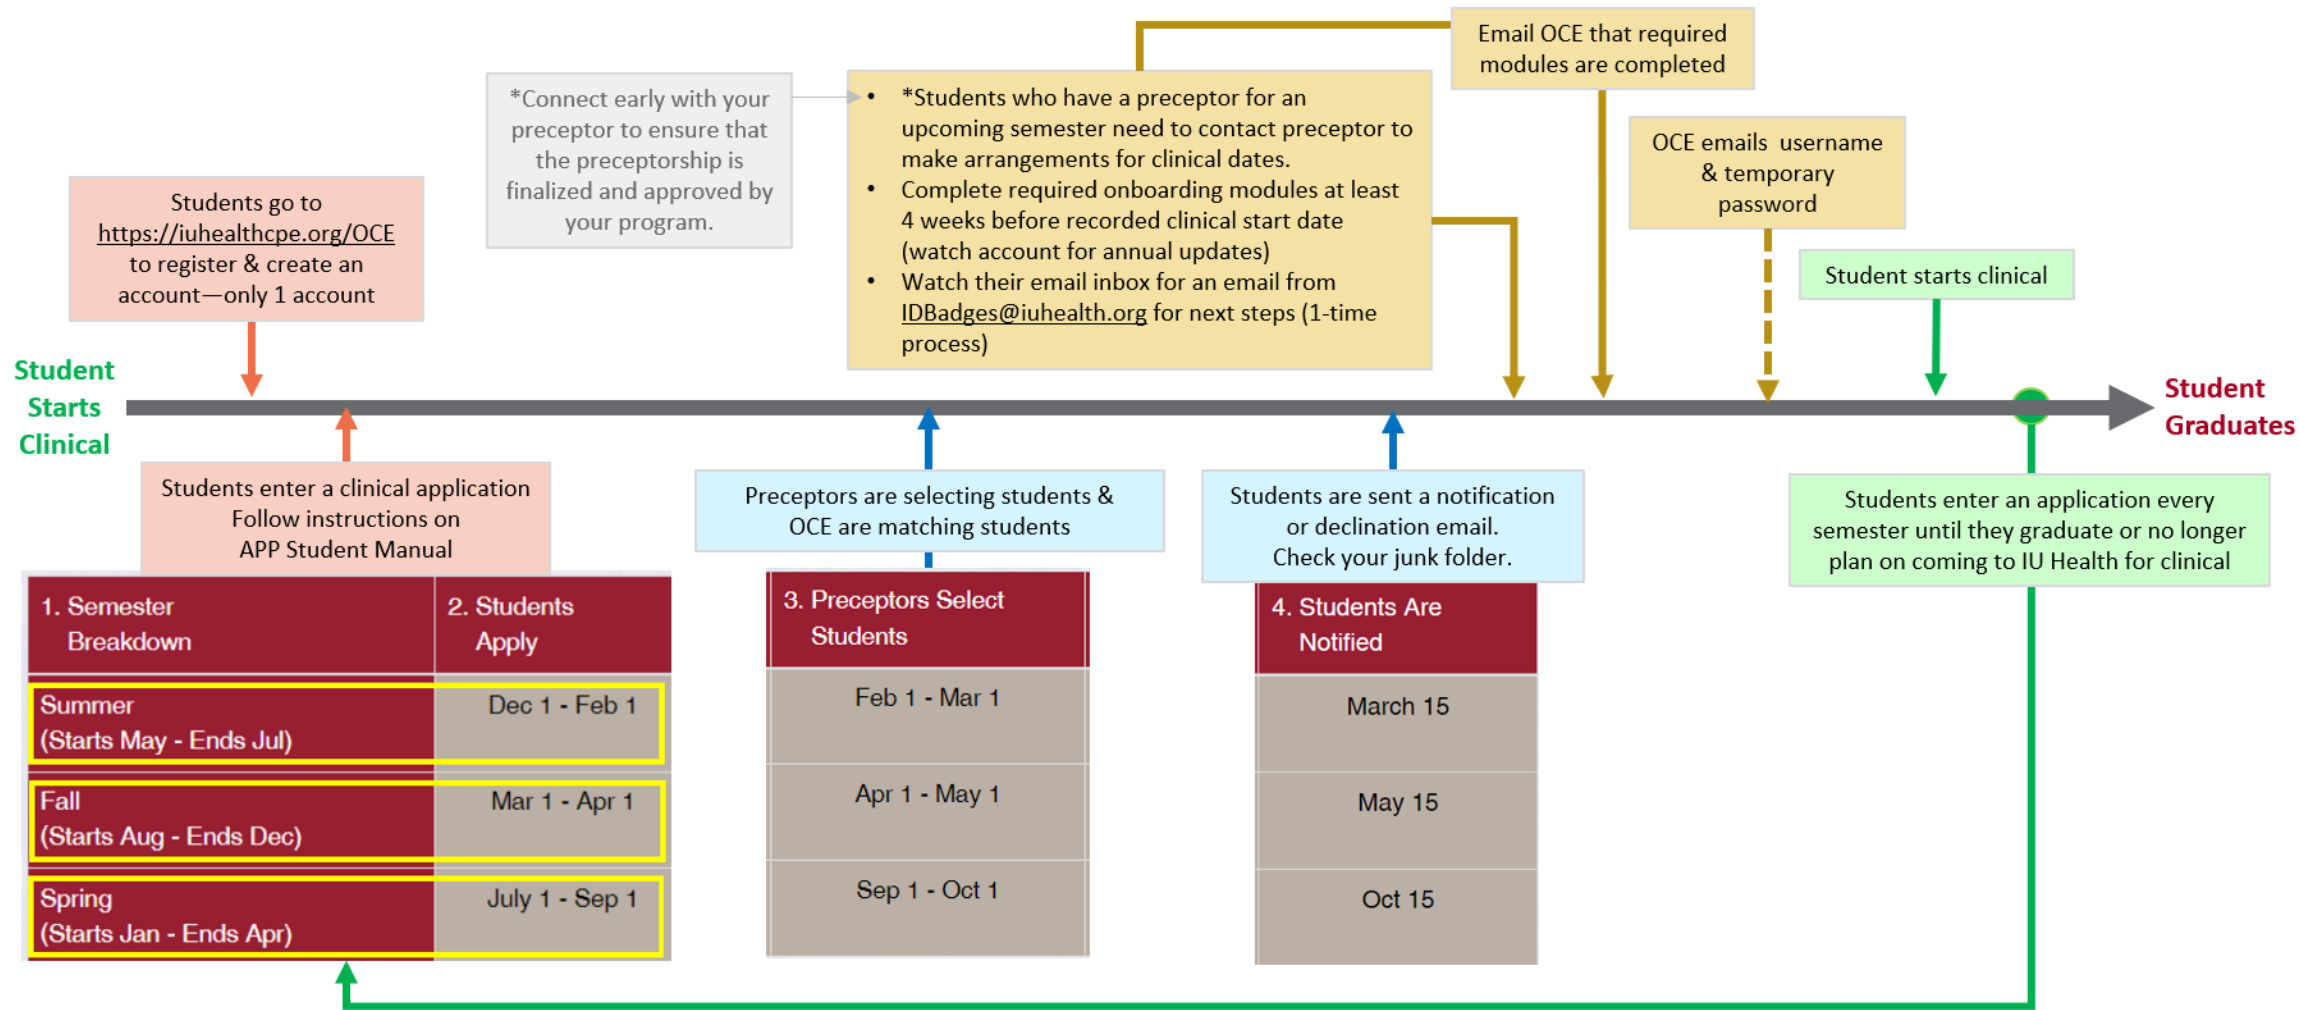 Email OCE that required
modules are completed
*Connect early with your
preceptor to ensure that
the preceptorship is
finalized and approved by
your program.
• *Students who have a preceptor for an
upcoming semester need to contact preceptor to
make arrangements for clinical dates.
• Complete required onboarding modules at least
4 weeks before recorded clinical start date
(watch account for annual updates)
• Watch their email inbox for an email from
IDBadges@iuhealth.org for next steps (1-time
process)
OCE emails username
& temporary
password
Students go to
https://iuhealthcpe.org/OCE
to register & create an
account—only 1 account
Student starts clinical
Student
Starts
Clinical
Student
Graduates
Students enter a clinical application
Follow instructions on
APP Student Manual
Preceptors are selecting students &
OCE are matching students
Students are sent a notification
or declination email.
Check your junk folder.
Students enter an application every
semester until they graduate or no longer
plan on coming to IU Health for clinical
1. Semester
Breakdown
2. Students
Apply
3. Preceptors Select
Students
4. Students Are
Notified
Summer
(Starts May - Ends Jul)
Dec 1 - Feb 1
Feb 1 - Mar 1
March 15
Fall
(Starts Aug - Ends Dec)
Mar 1 - Apr 1
Apr 1 - May 1
May 15
Spring
(Starts Jan - Ends Apr)
July 1 - Sep 1
Sep 1 - Oct 1
Oct 15